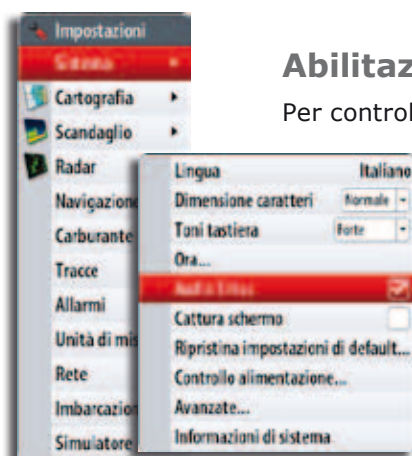 Impostazioni
Sistema
Cartografia
Scandaglio
Radar
Navigazione
Carburante
Tracce
Allarmi
Unità di mis
Rete
Imbarcazion
Simulatore
Abilitaz
Per control
Lingua Italiano
Dimensione caratteri Normale
Toni tastiera Forte
Ora...
Cattura schermo
Ripristina impostazioni di default...
Controllo alimentazione...
Avanzate...
Informazioni di sistema